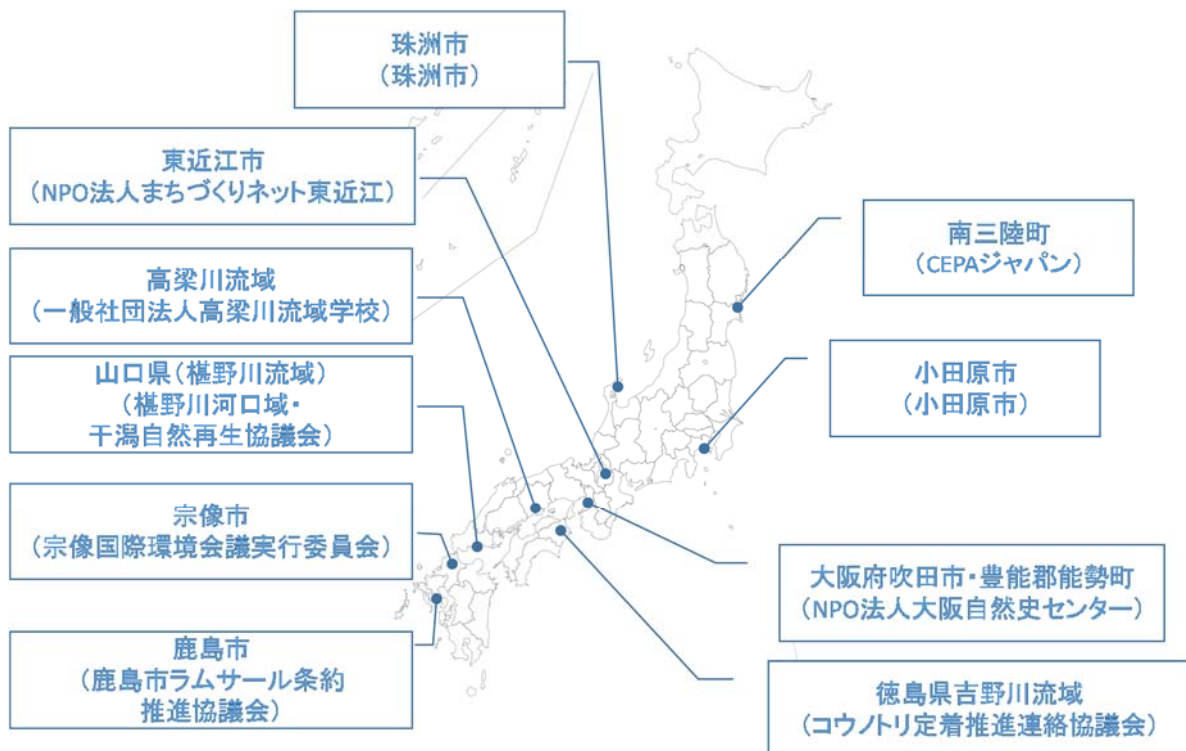 珠洲市
(珠洲市)
東近江市
(NPO法人まちづくりネット東近江)
高梁川流域
(一般社団法人高梁川流域学校)
山口県(椹野川流域)
(椹野川河口域・
干潟自然再生協議会)
宗像市
(宗像国際環境会議実行委員会)
鹿島市
(鹿島市ラムサール条約
推進協議会)
南三陸町
(CEPAジャパン)
小田原市
(小田原市)
大阪府吹田市・豊能郡能勢町
(NPO法人大阪自然史センター)
徳島県吉野川流域
(コウノトリ定着推進連絡協議会)